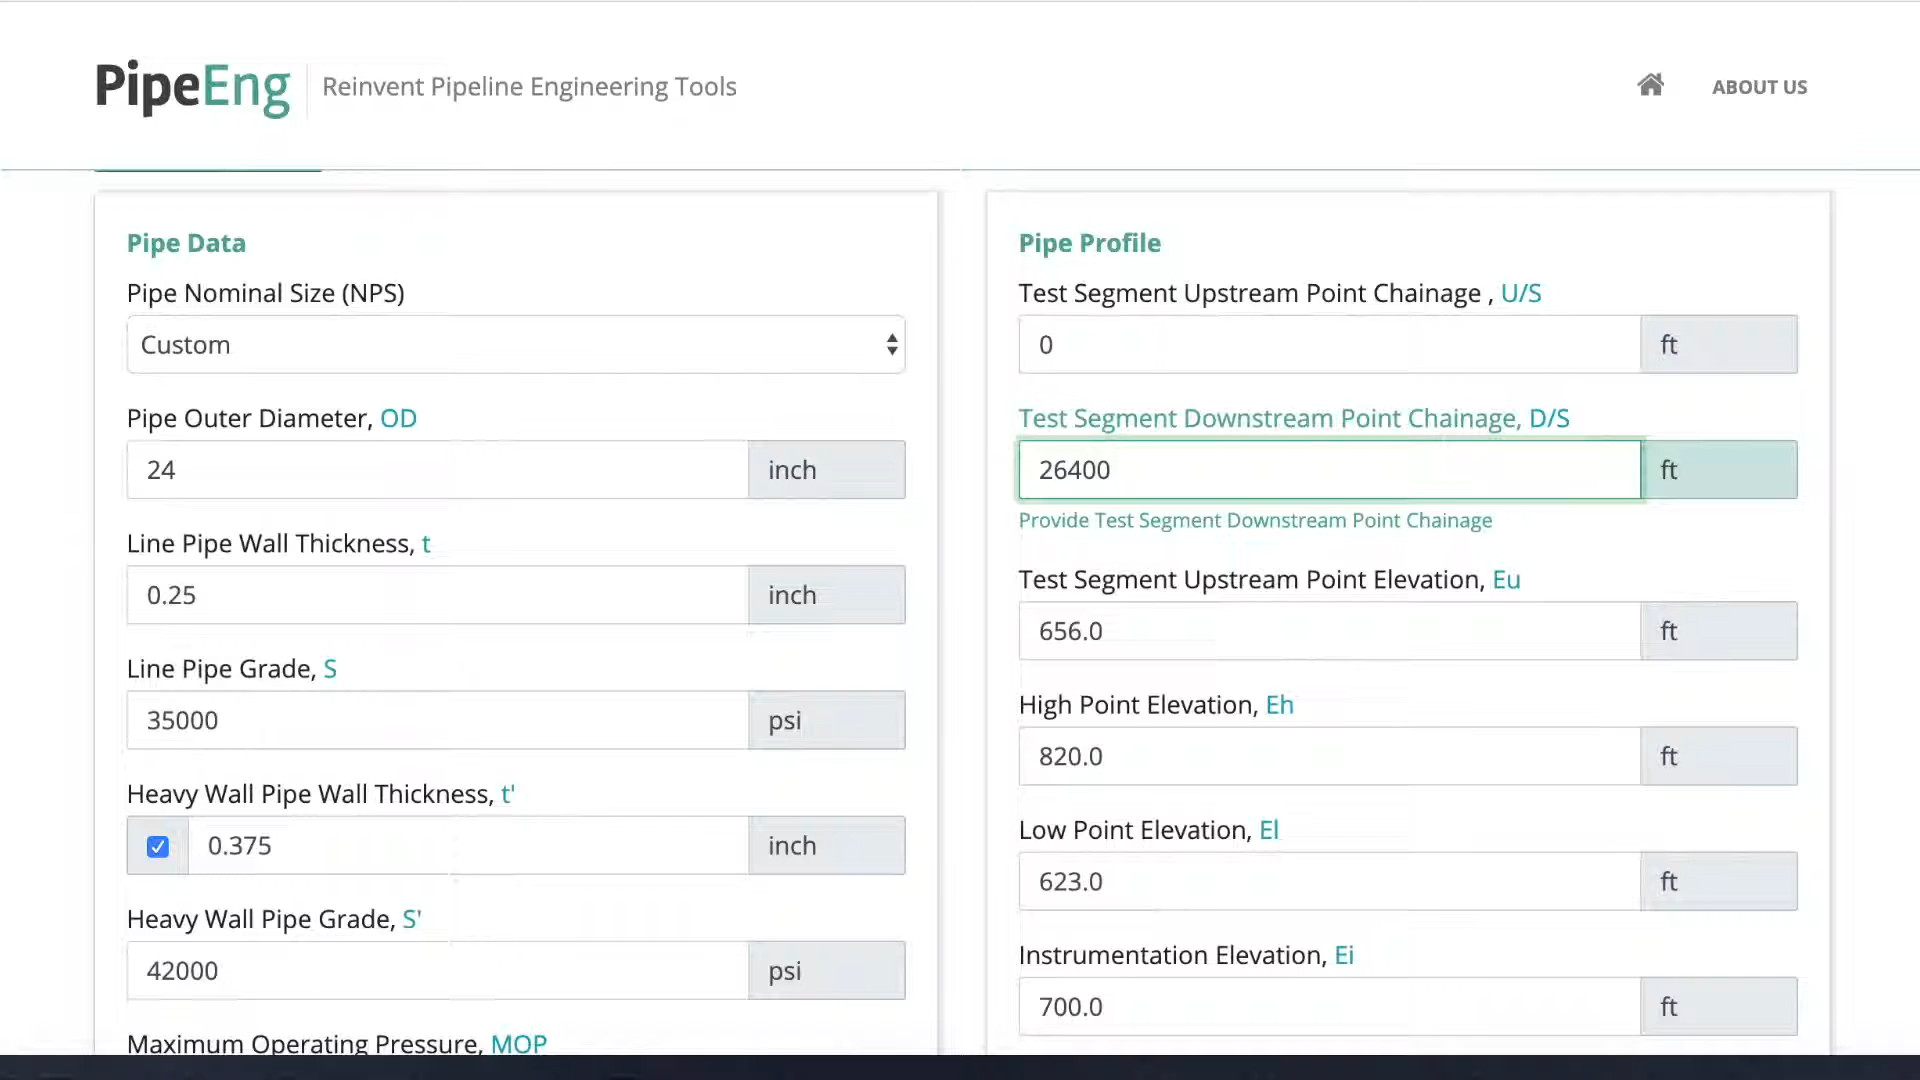 PipeEng
Reinvent Pipeline Engineering Tools
ABOUT US
Pipe Data
Pipe Nominal Size (NPS)
Custom
Pipe Outer Diameter, OD
24 inch
Line Pipe Wall Thickness, t
0.25 inch
Line Pipe Grade, S
35000 psi
Heavy Wall Pipe Wall Thickness, t'
0.375 inch
Heavy Wall Pipe Grade, S'
42000 psi
Maximum Operating Pressure, MOP
Pipe Profile
Test Segment Upstream Point Chainage , U/S
0 ft
Test Segment Downstream Point Chainage, D/S
26400 ft
Provide Test Segment Downstream Point Chainage
Test Segment Upstream Point Elevation, Eu
656.0 ft
High Point Elevation, Eh
820.0 ft
Low Point Elevation, El
623.0 ft
Instrumentation Elevation, Ei
700.0 ft